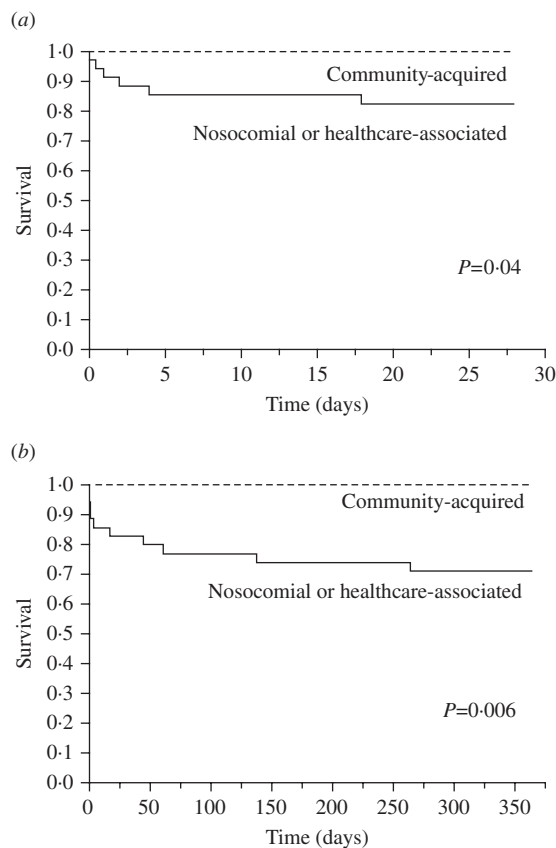 (a)
1·0
0·9
0·8
0·7
0·6
0·5
0·4
0·3
0·2
0·1
0·0
Survival
Community-acquired
Nosocomial or healthcare-associated
P=0·04
0 5 10 15 20 25 30
Time (days)
(b)
1·0
0·9
0·8
0·7
0·6
0·5
0·4
0·3
0·2
0·1
0·0
Survival
Community-acquired
Nosocomial or healthcare-associated
P=0·006
0 50 100 150 200 250 300 350
Time (days)